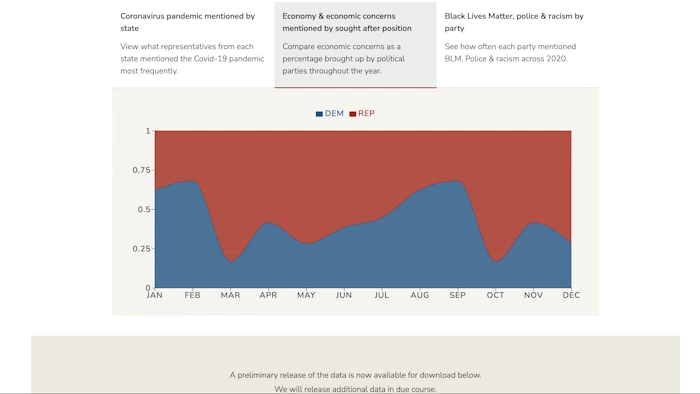 Coronavirus pandemic mentioned by
state
View what representatives from each
state mentioned the Covid-19 pandemic
most frequently.
Economy & economic concerns
mentioned by sought after position
Compare economic concerns as a
percentage brought up by political
parties throughout the year.
Black Lives Matter, police & racism by
party
See how often each party mentioned
BLM, Police & racism across 2020.
DEM REP
1
0.75
0.5
0.25
0
JAN FEB MAR APR MAY JUN JUL AUG SEP OCT NOV DEC
A preliminary release of the data is now available for download below.
We will release additional data in due course.